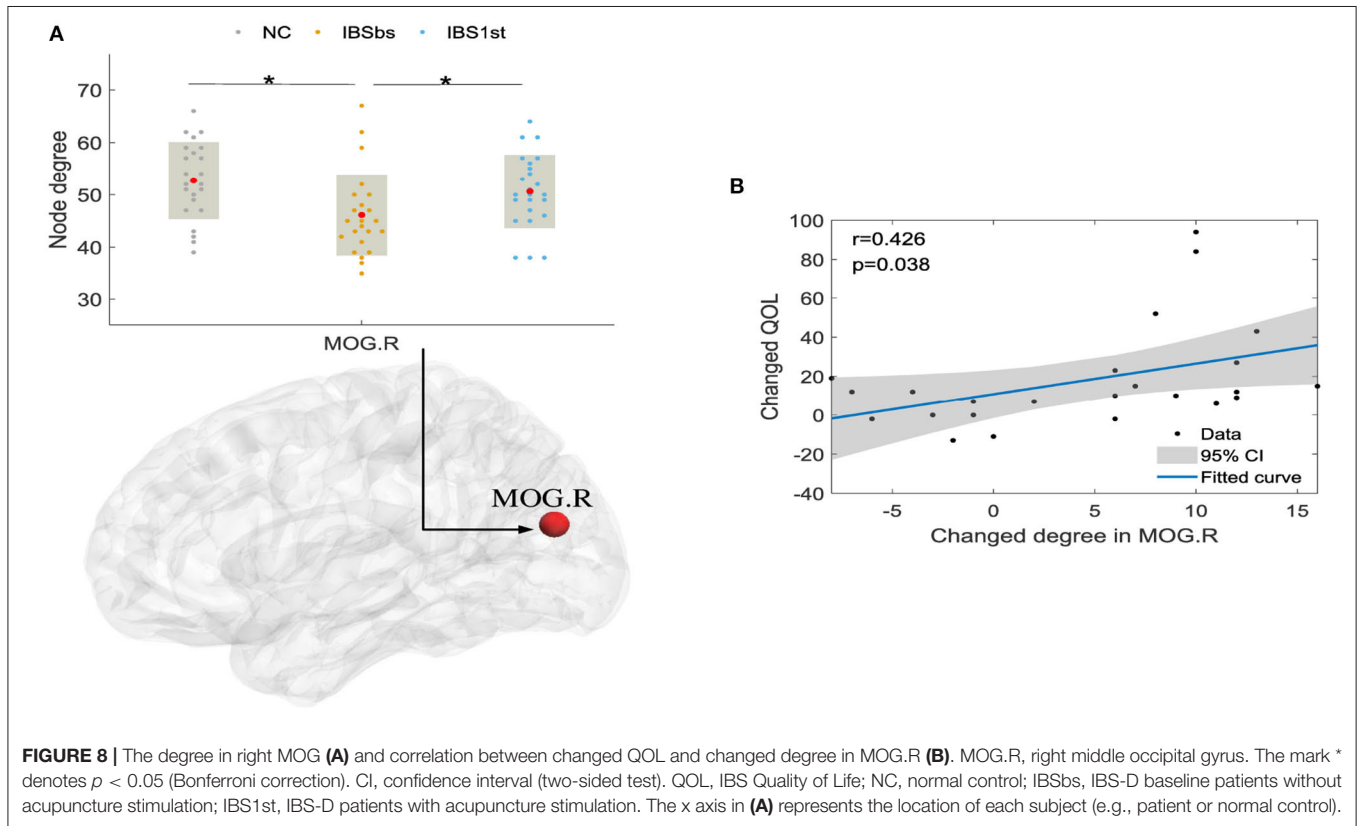 A
NC IBSbs IBS1st
* *
70
60
50
40
30
Node degree
MOG.R
MOG.R
B
r=0.426
p=0.038
100
80
60
40
20
0
-20
-40
Changed QOL
Data
95% CI
Fitted curve
-5 0 5 10 15
Changed degree in MOG.R
FIGURE 8 | The degree in right MOG (A) and correlation between changed QOL and changed degree in MOG.R (B). MOG.R, right middle occipital gyrus. The mark *
denotes p < 0.05 (Bonferroni correction). CI, confidence interval (two-sided test). QOL, IBS Quality of Life; NC, normal control; IBSbs, IBS-D baseline patients without
acupuncture stimulation; IBS1st, IBS-D patients with acupuncture stimulation. The x axis in (A) represents the location of each subject (e.g., patient or normal control).